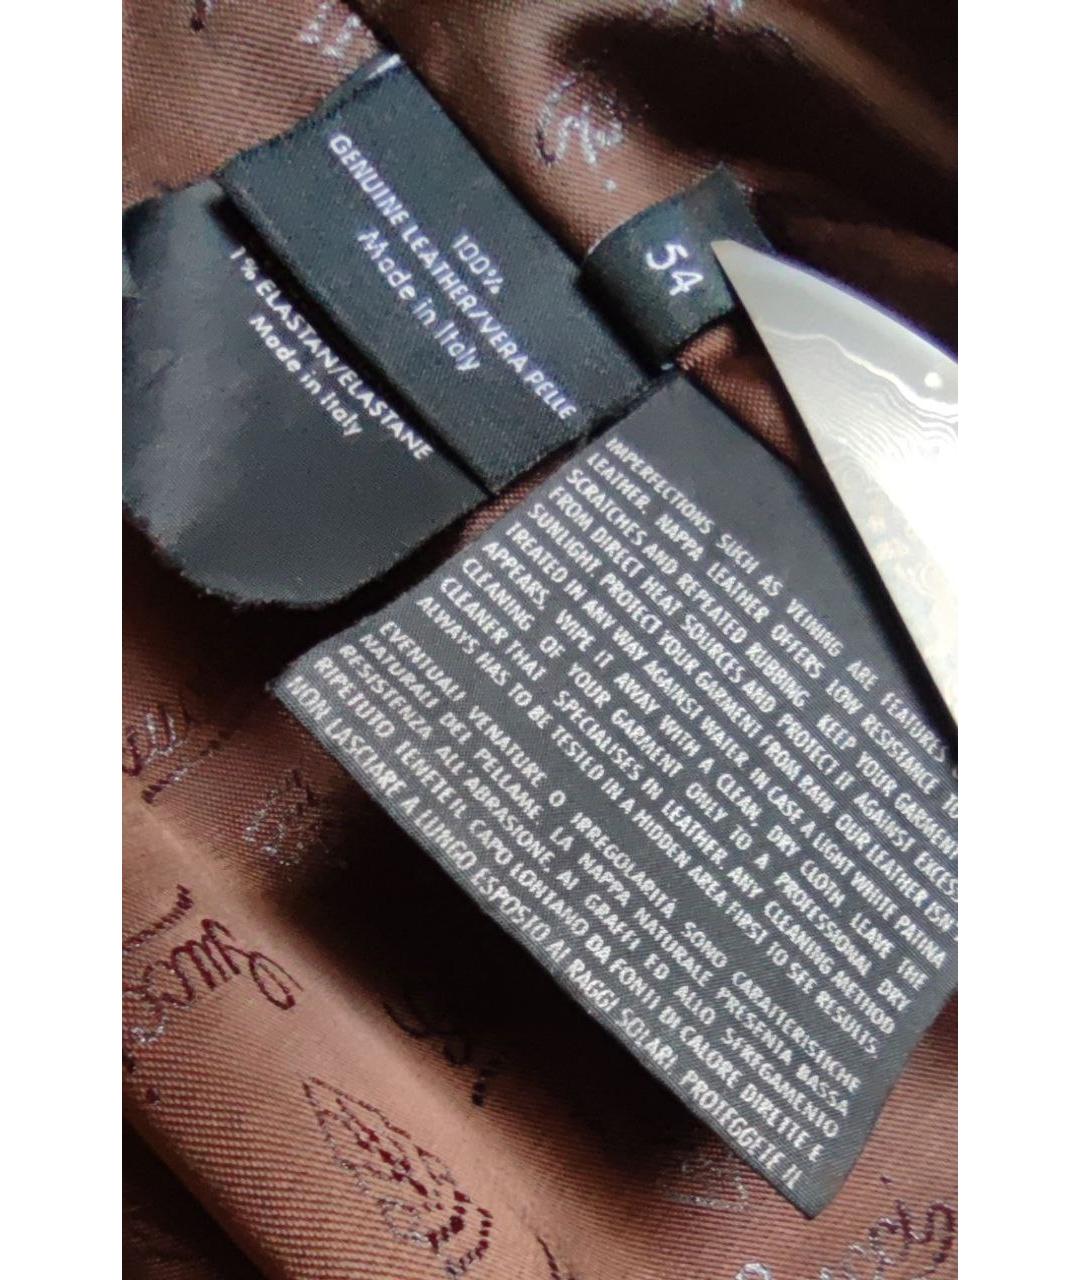 100%
GENUINE LEATHER/VERA PELLE
Made in Italy
1% ELASTAN/ELASTANE
Made in Italy
54
IMPERFECTIONS SUCH AS VEINING ARE FEATURES
LEATHER. NAPPA LEATHER OFFERS LOW RESISTANCE TO
SCRATCHES AND REPEATED RUBBING. KEEP YOUR GARMENT
FROM DIRECT HEAT SOURCES AND PROTECT IT AGAINST
SUNLIGHT. PROTECT YOUR GARMENT FROM RAIN. OUR LEATHER ISN'T
TREATED IN ANY WAY AGAINST WATER. IN CASE A LIGHT WHITE PATINA
APPEARS, WIPE IT AWAY WITH A CLEAN, DRY CLOTH. LEAVE THE
CLEANING OF YOUR GARMENT ONLY TO A PROFESSIONAL DRY
CLEANER THAT SPECIALISES IN LEATHER. ANY CLEANING METHOD
ALWAYS HAS TO BE TESTED IN A HIDDEN AREA FIRST TO SEE RESULTS.
EVENTUALI VENATURE O IRREGOLARITÀ SONO CARATTERISTICHE
NATURALI DEL PELLAME. LA NAPPA NATURALE PRESENTA BASSA
RESISTENZA ALL'ABRASIONE, AI GRAFFI ED ALLO SFREGAMENTO
RIPETUTO. TENETE IL CAPO LONTANO DA FONTI DI CALORE DIRETTE E
NON LASCIARE A LUNGO ESPOSTO AI RAGGI SOLARI. PROTEGGETE IL
Gucci